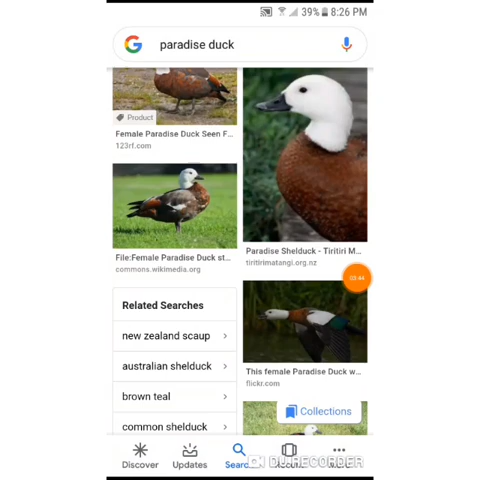 39% 8:26 PM
paradise duck
Product
Female Paradise Duck Seen F...
123rf.com
File:Female Paradise Duck st...
commons.wikimedia.org
Paradise Shelduck - Tiritiri M...
tiritirimatangi.org.nz
03:44
Related Searches
new zealand scaup
australian shelduck
brown teal
common shelduck
This female Paradise Duck w...
flickr.com
Collections
Discover
Updates
Search
DU RECORDER